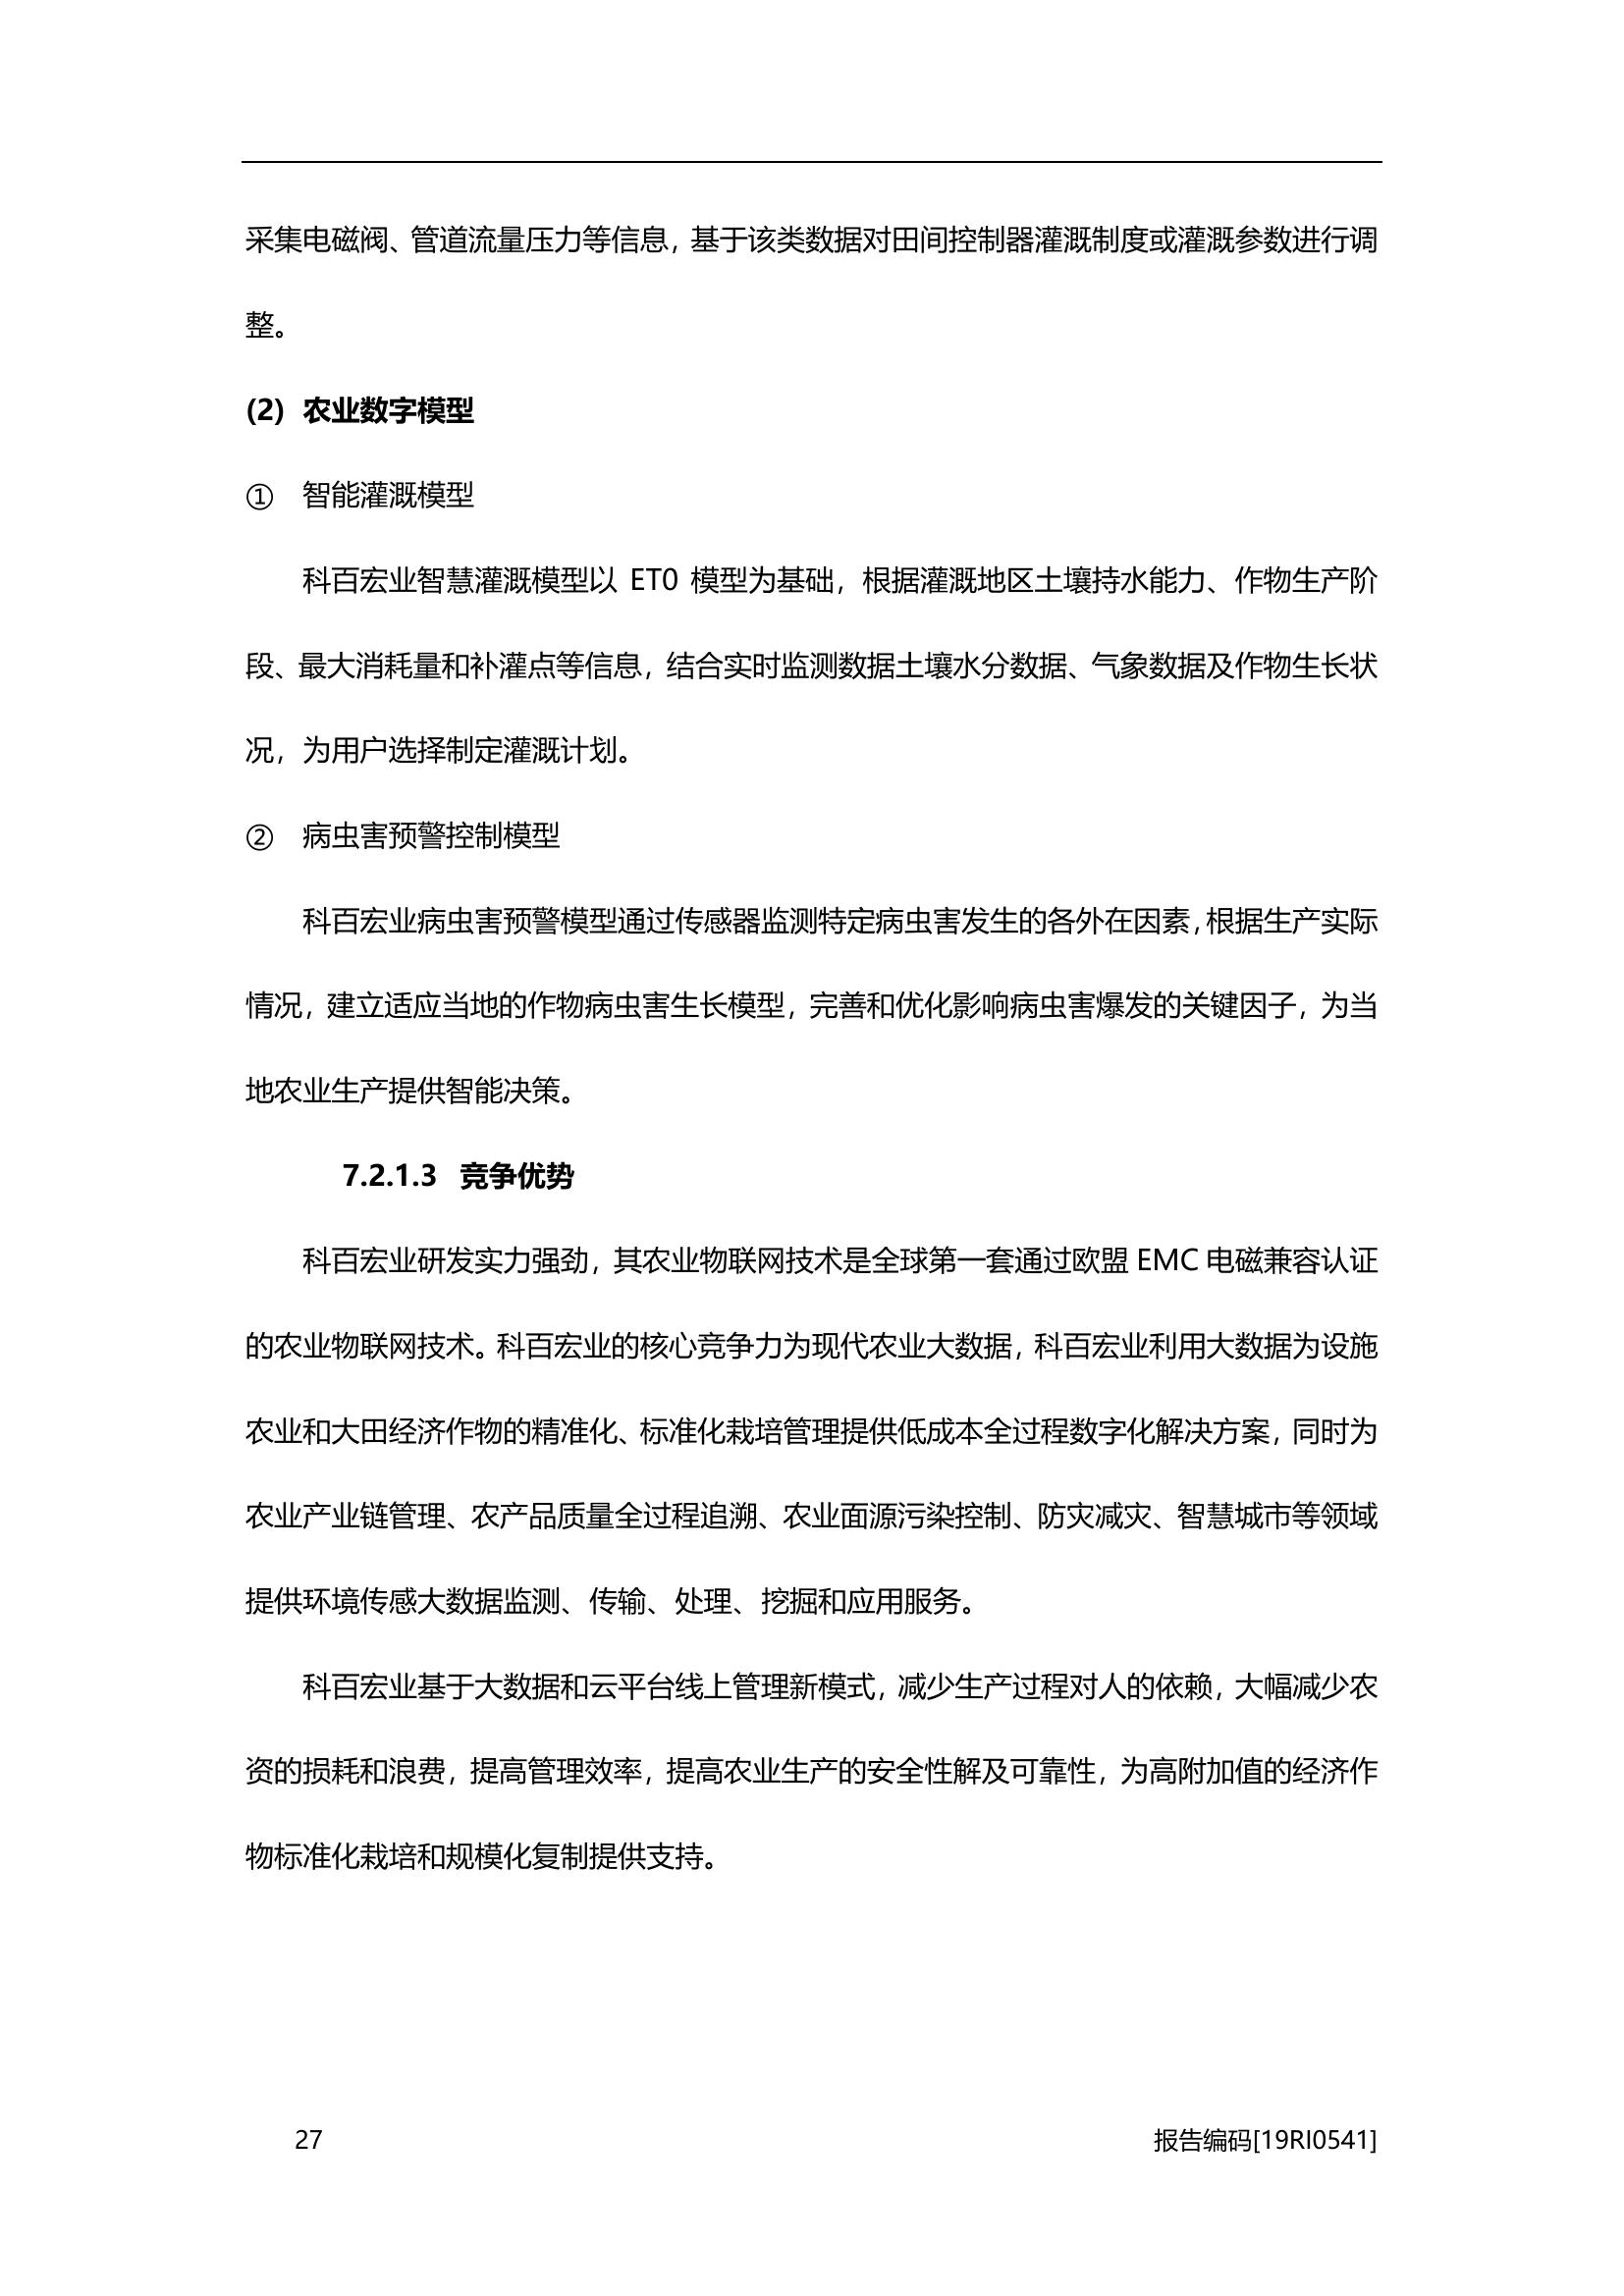 采集电磁阀、管道流量压力等信息，基于该类数据对田间控制器灌溉制度或灌溉参数进行调
整。
(2) 农业数字模型
① 智能灌溉模型
科百宏业智慧灌溉模型以 ET0 模型为基础，根据灌溉地区土壤持水能力、作物生产阶
段、最大消耗量和补灌点等信息，结合实时监测数据土壤水分数据、气象数据及作物生长状
况，为用户选择制定灌溉计划。
② 病虫害预警控制模型
科百宏业病虫害预警模型通过传感器监测特定病虫害发生的各外在因素，根据生产实际
情况，建立适应当地的作物病虫害生长模型，完善和优化影响病虫害爆发的关键因子，为当
地农业生产提供智能决策。
7.2.1.3 竞争优势
科百宏业研发实力强劲，其农业物联网技术是全球第一套通过欧盟 EMC 电磁兼容认证
的农业物联网技术。科百宏业的核心竞争力为现代农业大数据，科百宏业利用大数据为设施
农业和大田经济作物的精准化、标准化栽培管理提供低成本全过程数字化解决方案，同时为
农业产业链管理、农产品质量全过程追溯、农业面源污染控制、防灾减灾、智慧城市等领域
提供环境传感大数据监测、传输、处理、挖掘和应用服务。
科百宏业基于大数据和云平台线上管理新模式，减少生产过程对人的依赖，大幅减少农
资的损耗和浪费，提高管理效率，提高农业生产的安全性解及可靠性，为高附加值的经济作
物标准化栽培和规模化复制提供支持。
27 报告编码[19RI0541]